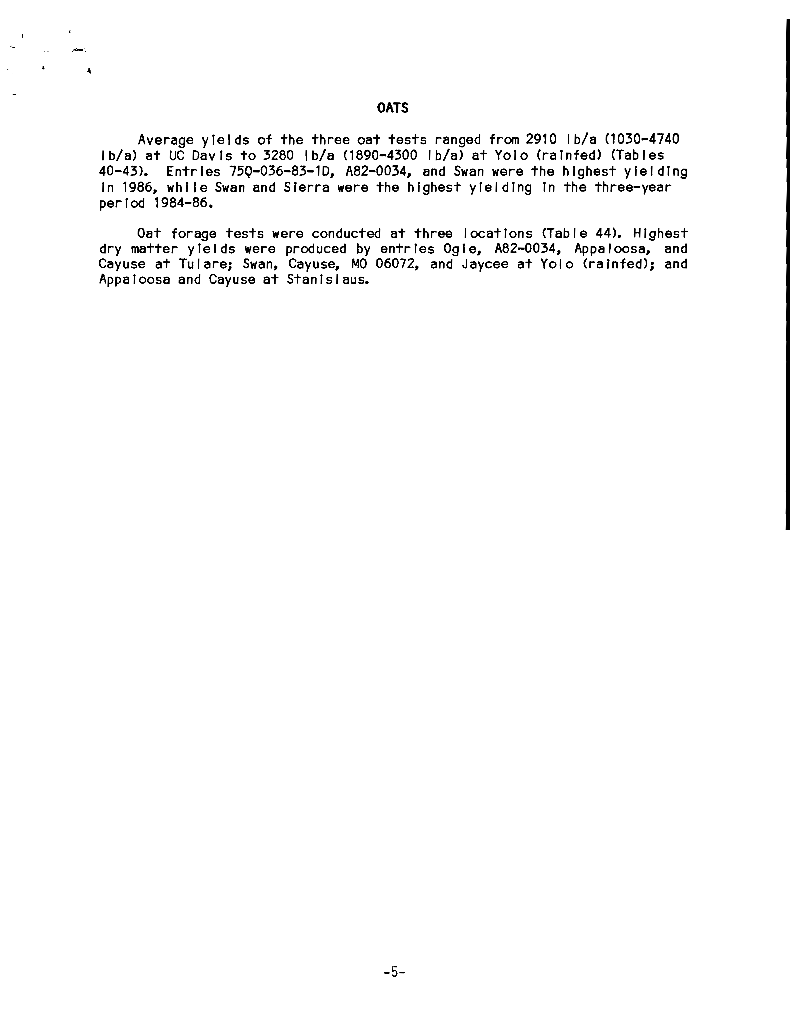 OATS
Average yields of the three oat tests ranged from 2910 lb/a (1030-4740
lb/a) at UC Davis to 3280 lb/a (1890-4300 lb/a) at Yolo (rainfed) (Tables
40-43). Entries 75Q-036-83-1D, A82-0034, and Swan were the highest yielding
in 1986, while Swan and Sierra were the highest yielding in the three-year
period 1984-86.
Oat forage tests were conducted at three locations (Table 44). Highest
dry matter yields were produced by entries Ogle, A82-0034, Appaloosa, and
Cayuse at Tulare; Swan, Cayuse, MO 06072, and Jaycee at Yolo (rainfed); and
Appaloosa and Cayuse at Stanislaus.
-5-